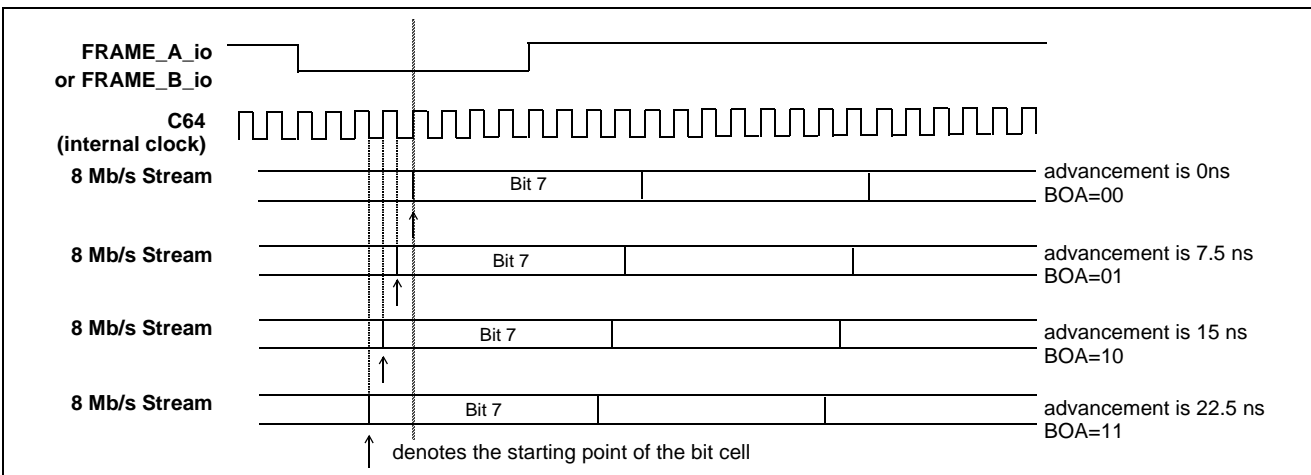 FRAME_A_io
or FRAME_B_io
C64
(internal clock)
8 Mb/s Stream
Bit 7
advancement is 0ns
BOA=00
8 Mb/s Stream
Bit 7
advancement is 7.5 ns
BOA=01
8 Mb/s Stream
Bit 7
advancement is 15 ns
BOA=10
8 Mb/s Stream
Bit 7
advancement is 22.5 ns
BOA=11
denotes the starting point of the bit cell